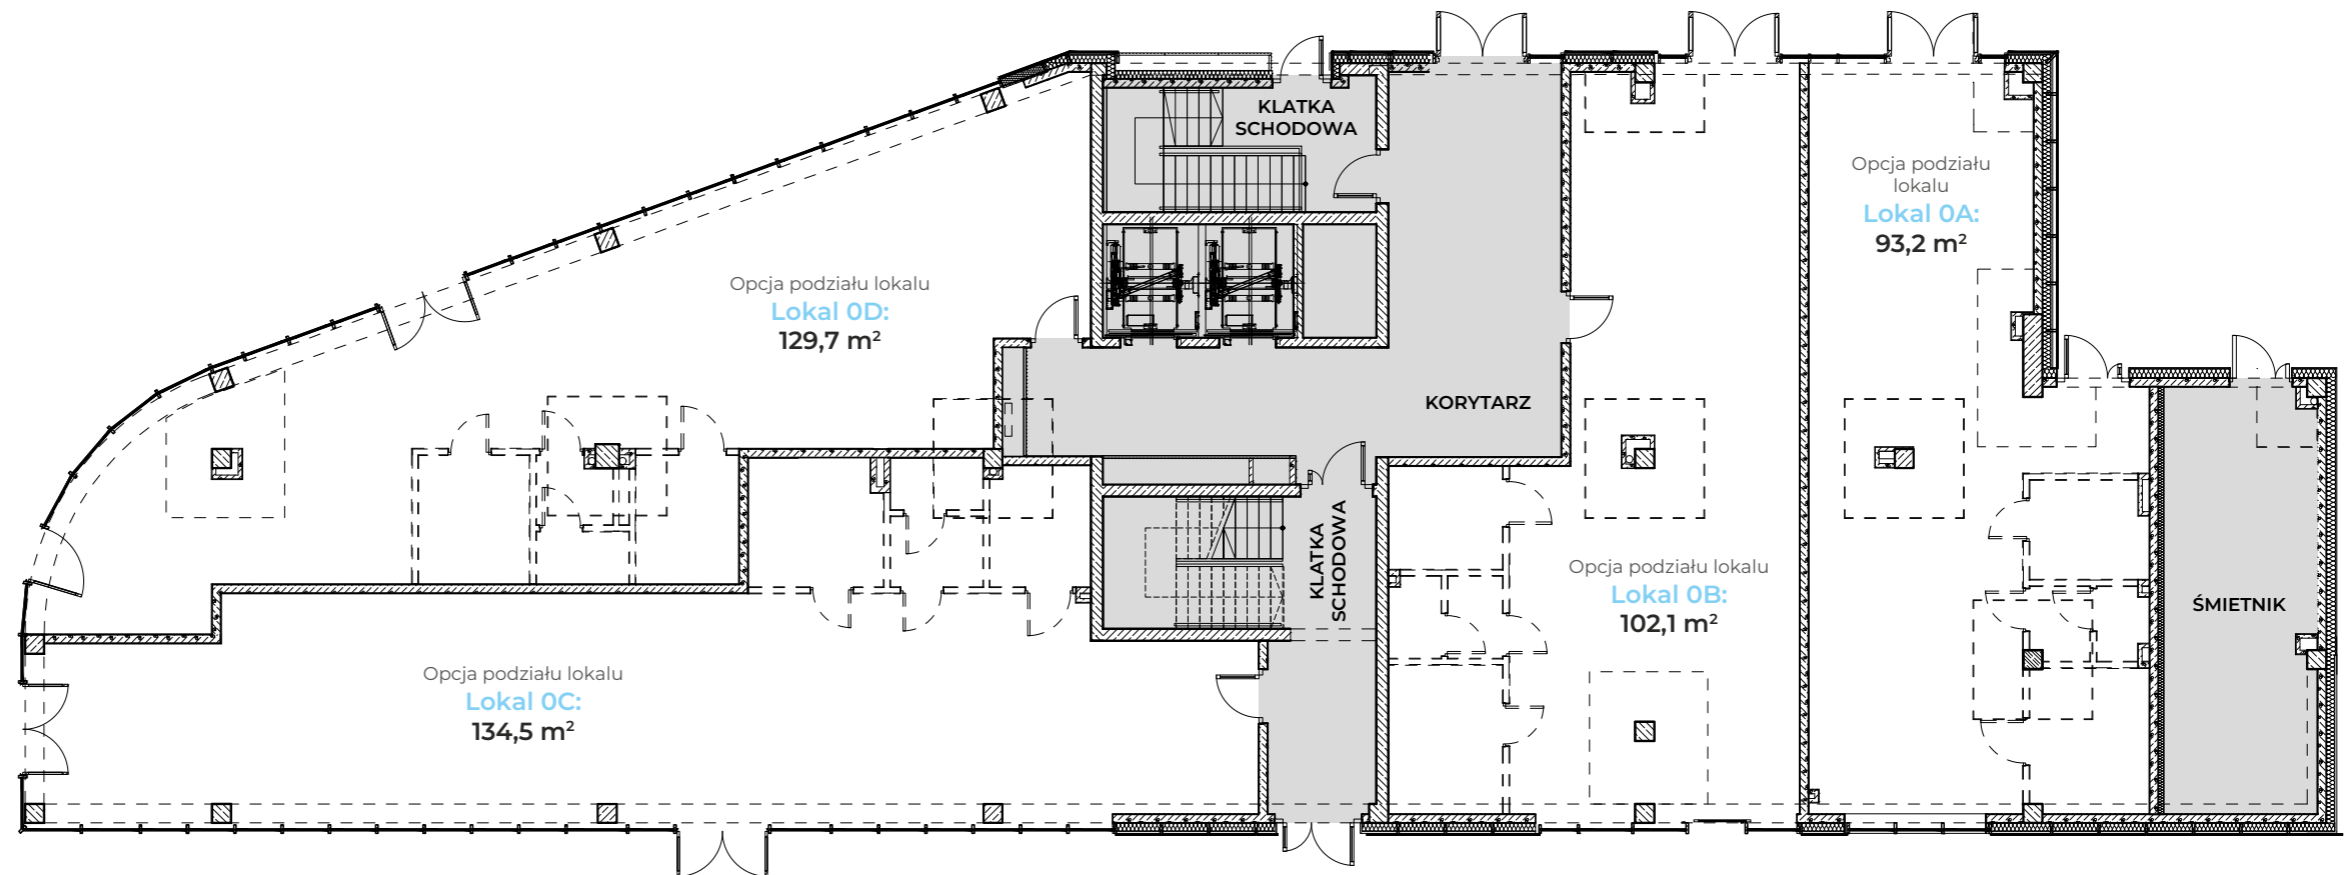 KLATKA
SCHODOWA
Opcja podziału
lokalu
Lokal 0A:
93,2 m²
Opcja podziału lokalu
Lokal 0D:
129,7 m²
KORYTARZ
KLATKA
SCHODOWA
Opcja podziału lokalu
Lokal 0B:
102,1 m²
ŚMIETNIK
Opcja podziału lokalu
Lokal 0C:
134,5 m²